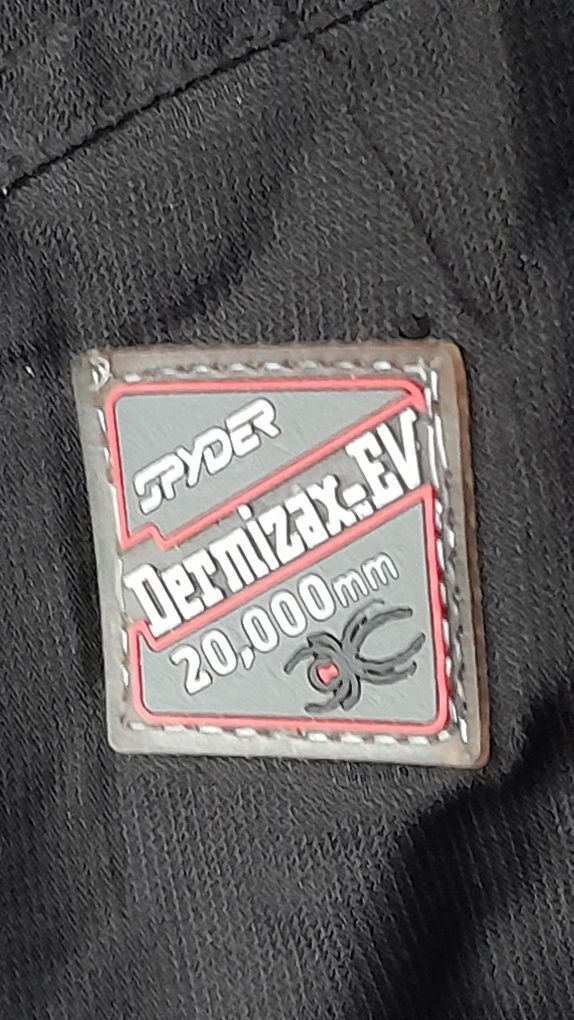 SPYDER
Dermizax-EV
20,000mm